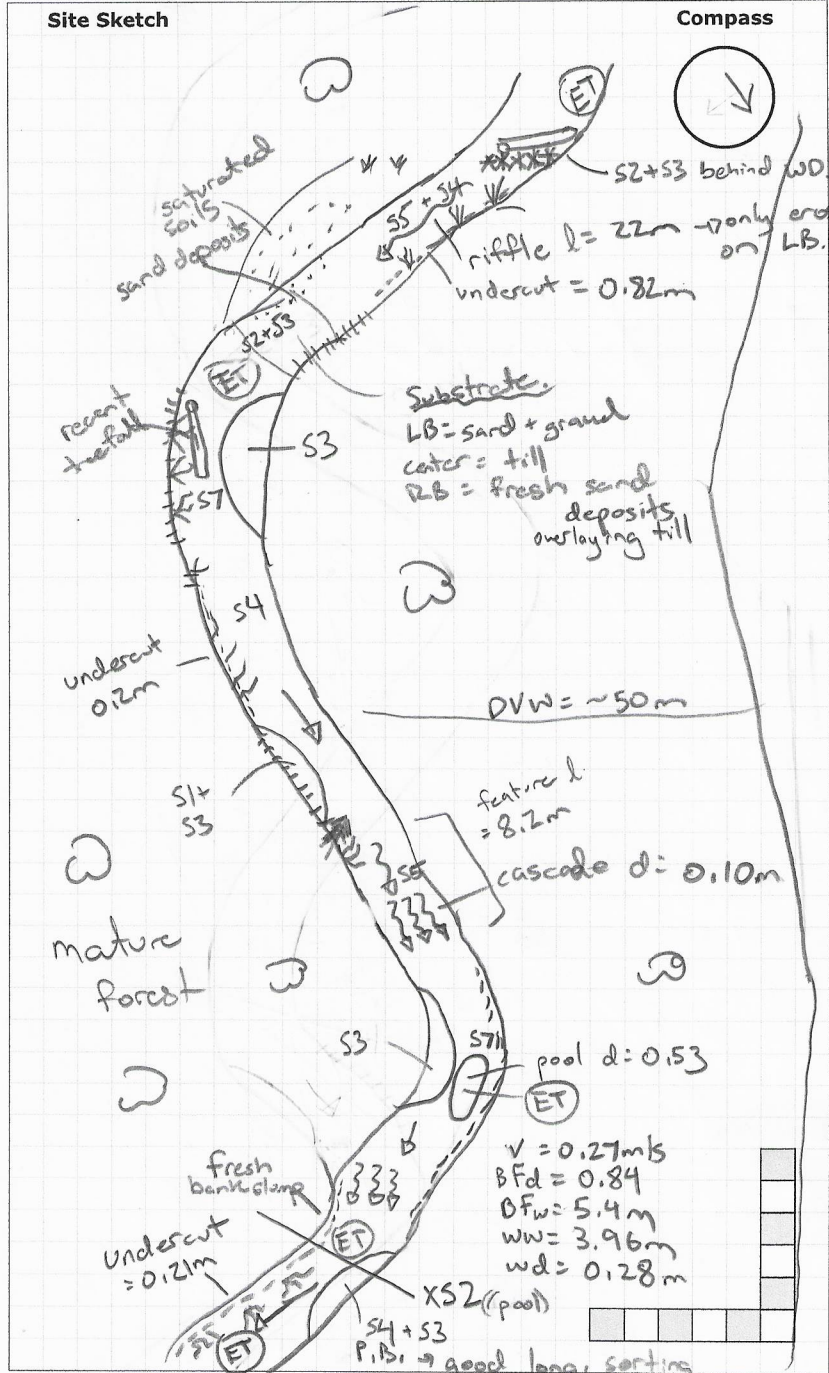 Site Sketch
Compass
ET
S2+S3 behind WD.
saturated
soils
sand deposits
S5 + S4
riffle l= 22m → only ero
on LB.
undercut = 0.82m
S2+S3
ET
recent
Substrate.
LB= sand + gravel
center = till
RB = fresh sand
deposits
overlaying till
S3
S7
S4
undercut
0.2m
DVW = ~50m
S1+
S3
feature l
= 8.2m
S5
cascade d= 0.10m
mature
forest
S3
S7
pool d= 0.53
ET
V = 0.27m/s
BFd = 0.84
BFw= 5.4m
ww= 3.96m
wd= 0.28m
fresh
bank slump
ET
undercut
=0.21m
XS2 (pool)
S4 + S3
P.B. → good long. sorting
ET